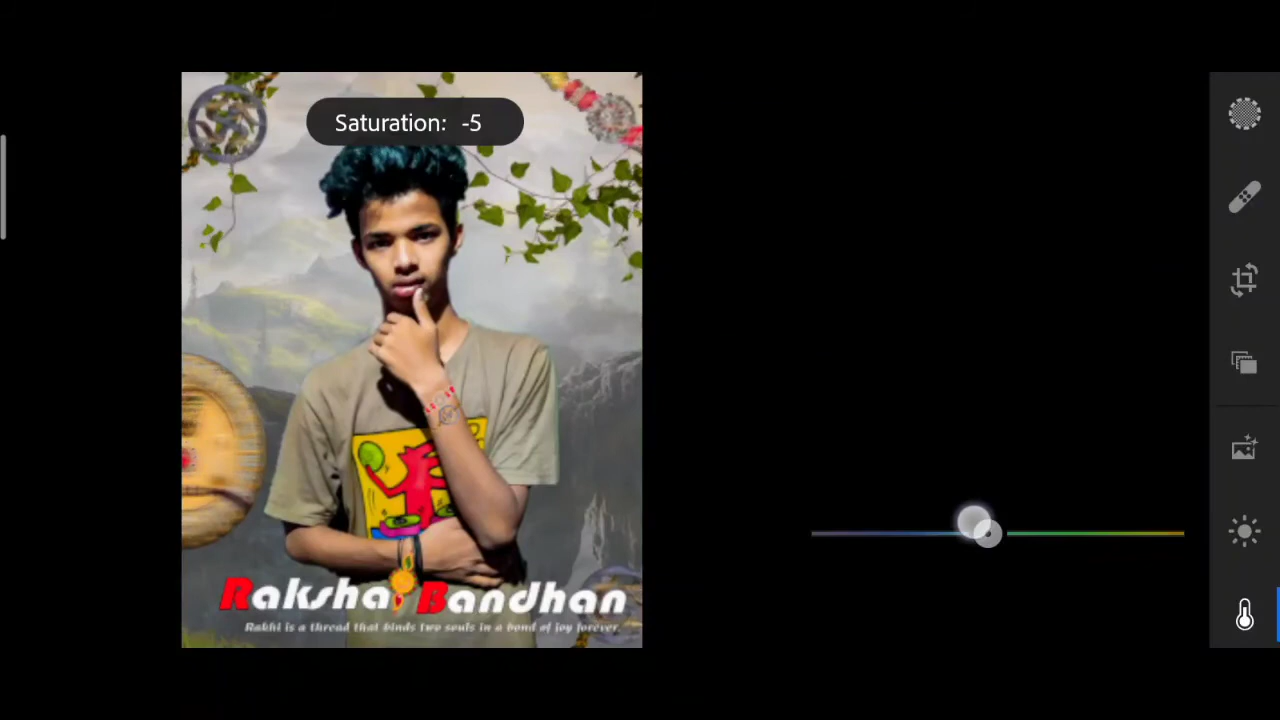 Saturation: -5
Raksha Bandhan
Rakhi is a thread that binds two souls in a bond of joy forever.